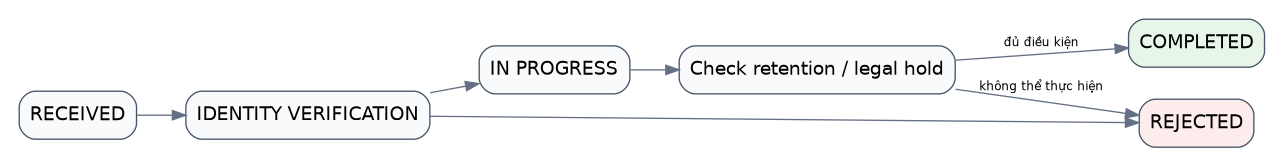 RECEIVED
IDENTITY VERIFICATION
IN PROGRESS
Check retention / legal hold
đủ điều kiện
không thể thực hiện
COMPLETED
REJECTED